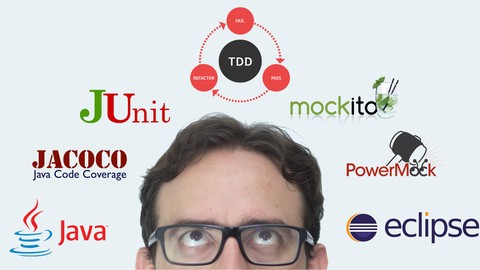 FAIL
TDD
REFACTOR
PASS
JUnit
mockito
JACOCO
Java Code Coverage
PowerMock
Java
eclipse